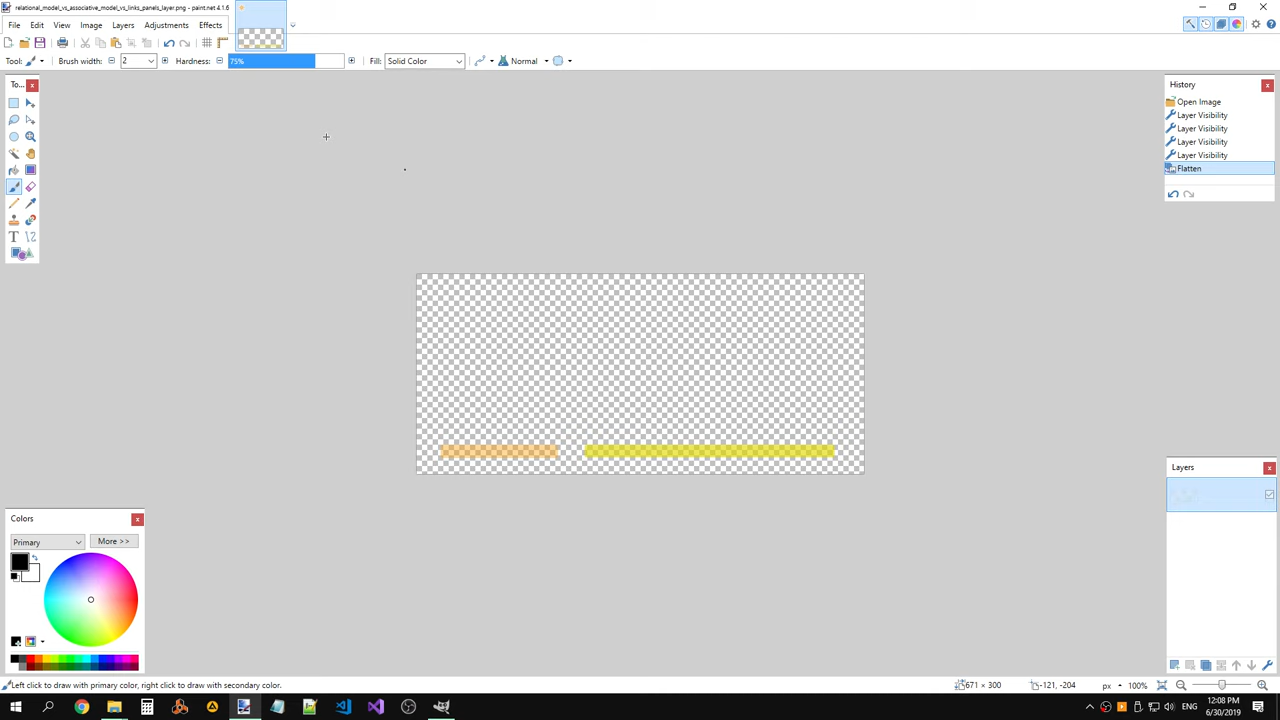 relational_model_vs_associative_model_vs_links_panels_layer.png - paint.net 4.1.6
File Edit View Image Layers Adjustments Effects
Tool: Brush width: 2 Hardness: 75% Fill: Solid Color Normal
To...
History
Open Image
Layer Visibility
Layer Visibility
Layer Visibility
Layer Visibility
Flatten
Layers
Colors
Primary More >>
Left click to draw with primary color, right click to draw with secondary color. 671 × 300 -121, -204 px 100%
ENG 12:08 PM
6/30/2019